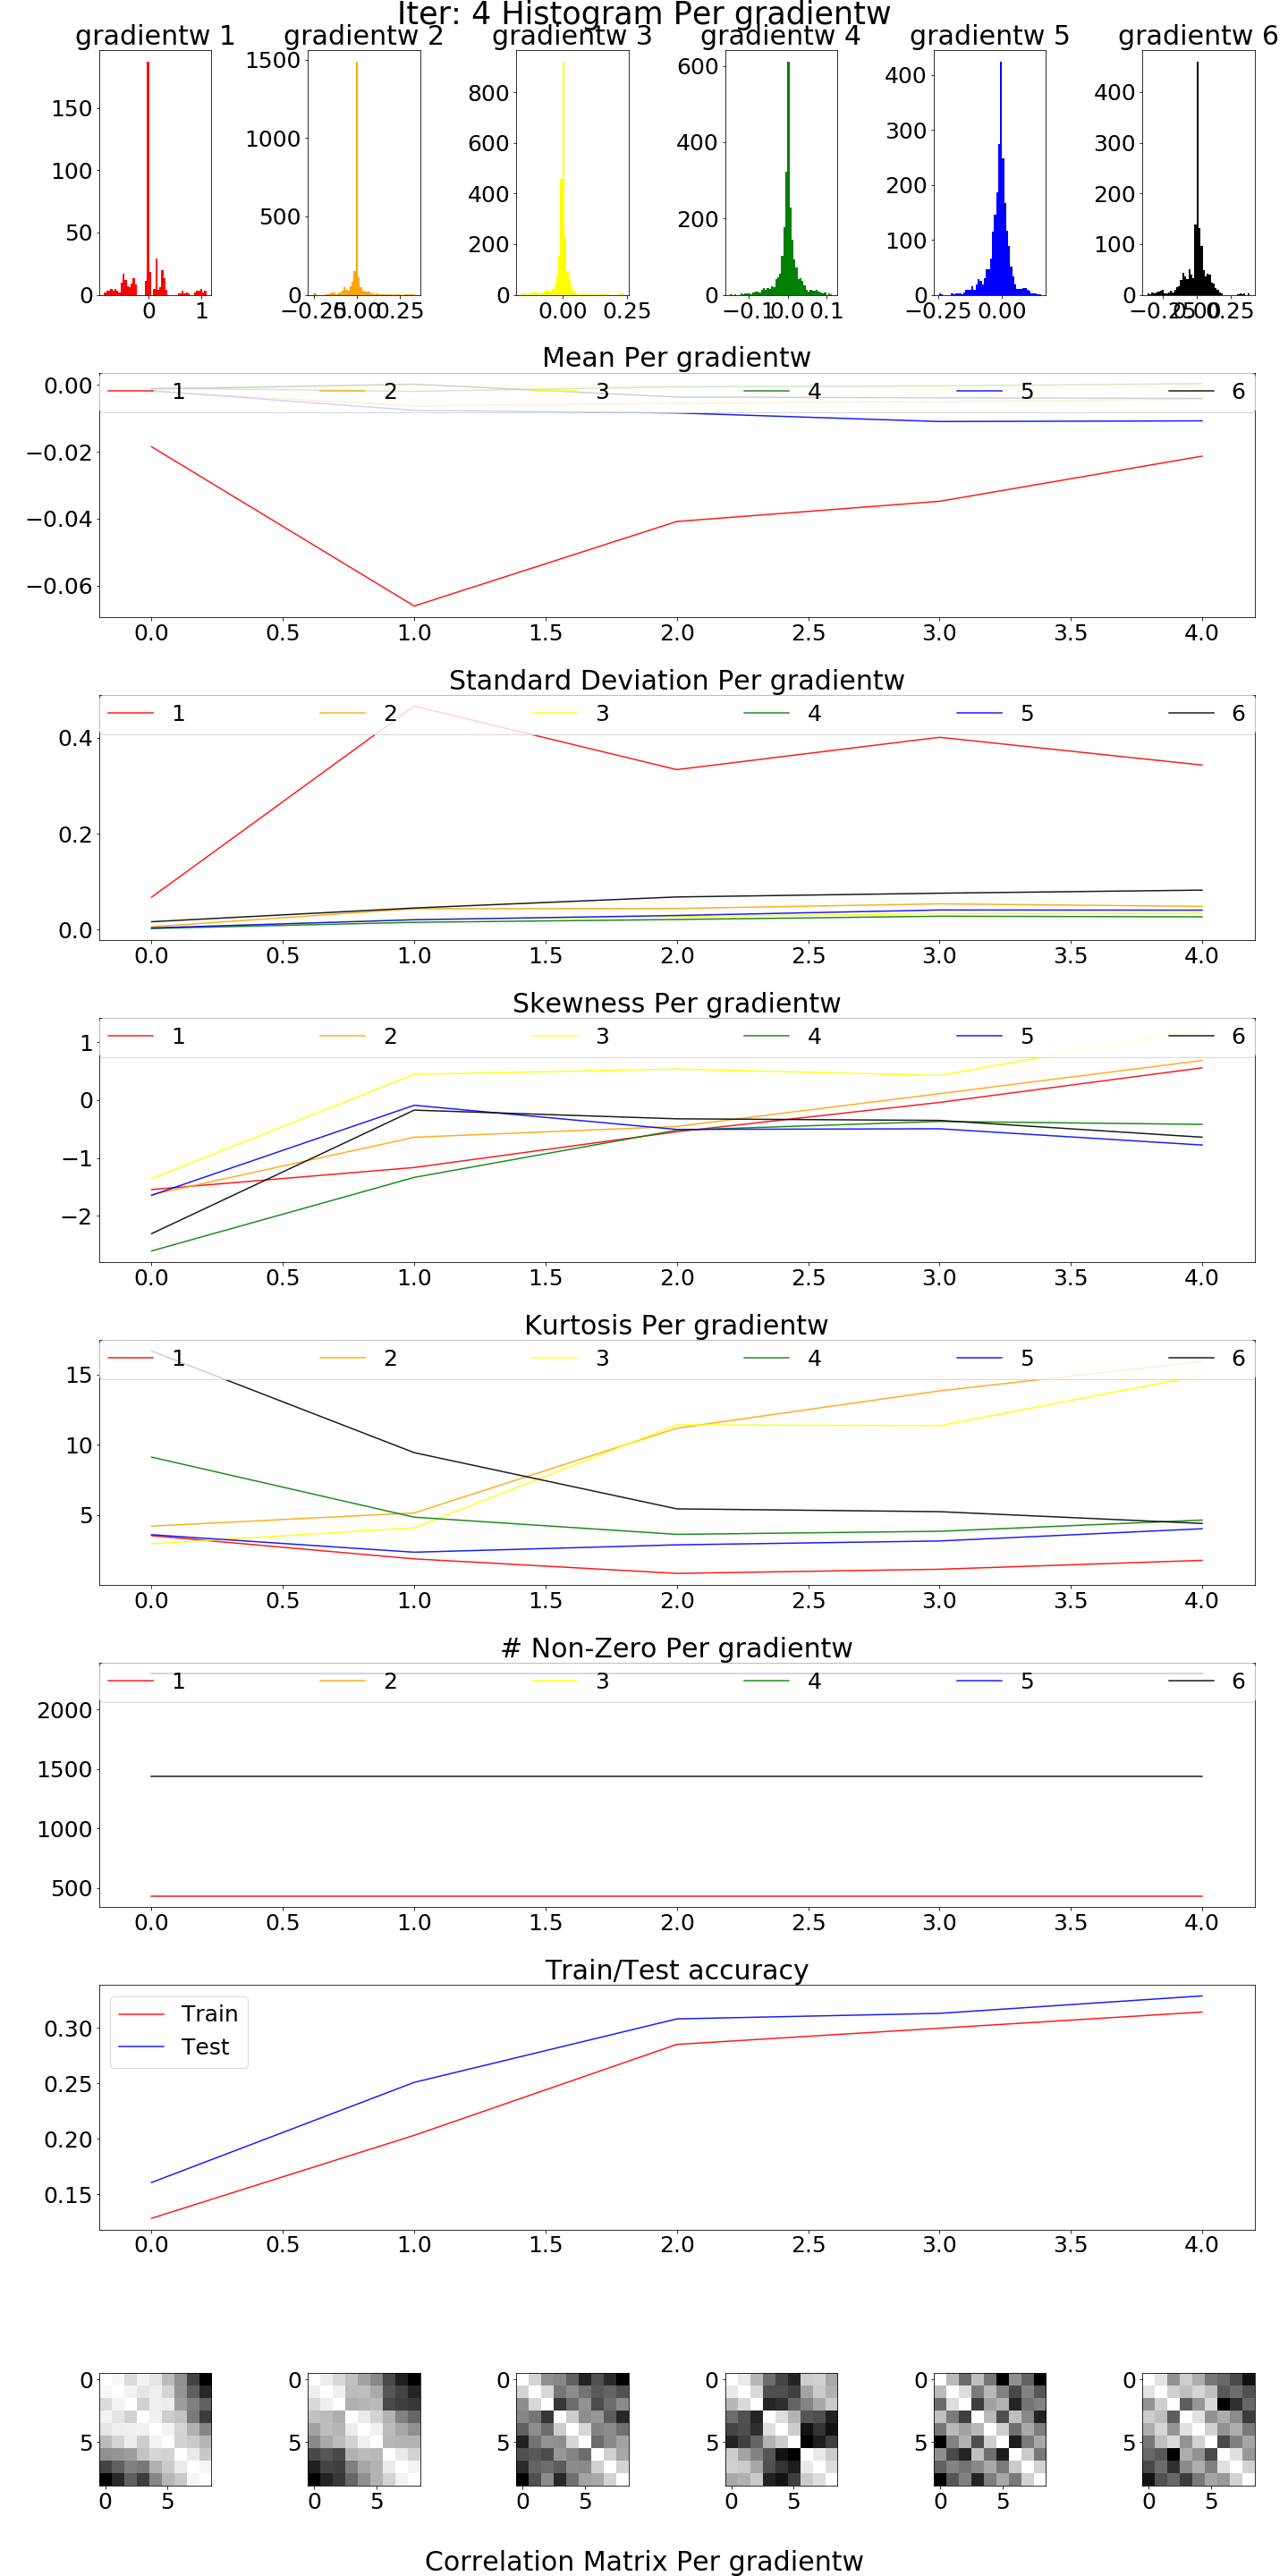 Iter: 4 Histogram Per gradientw
gradientw 1 gradientw 2 gradientw 3 gradientw 4 gradientw 5 gradientw 6
150
100
50
0
0 1
1500
1000
500
0
−0.25 0.00 0.25
800
600
400
200
0
0.00 0.25
600
400
200
0
−0.1 0.0 0.1
400
300
200
100
0
−0.25 0.00
400
300
200
100
0
−0.25 0.00 0.25
Mean Per gradientw
1 2 3 4 5 6
0.00
−0.02
−0.04
−0.06
0.0 0.5 1.0 1.5 2.0 2.5 3.0 3.5 4.0
Standard Deviation Per gradientw
1 2 3 4 5 6
0.4
0.2
0.0
0.0 0.5 1.0 1.5 2.0 2.5 3.0 3.5 4.0
Skewness Per gradientw
1 2 3 4 5 6
1
0
−1
−2
0.0 0.5 1.0 1.5 2.0 2.5 3.0 3.5 4.0
Kurtosis Per gradientw
1 2 3 4 5 6
15
10
5
0.0 0.5 1.0 1.5 2.0 2.5 3.0 3.5 4.0
# Non-Zero Per gradientw
1 2 3 4 5 6
2000
1500
1000
500
0.0 0.5 1.0 1.5 2.0 2.5 3.0 3.5 4.0
Train/Test accuracy
Train
Test
0.30
0.25
0.20
0.15
0.0 0.5 1.0 1.5 2.0 2.5 3.0 3.5 4.0
0 0 0 0 0 0
5 5 5 5 5 5
0 5 0 5 0 5 0 5 0 5 0 5
Correlation Matrix Per gradientw